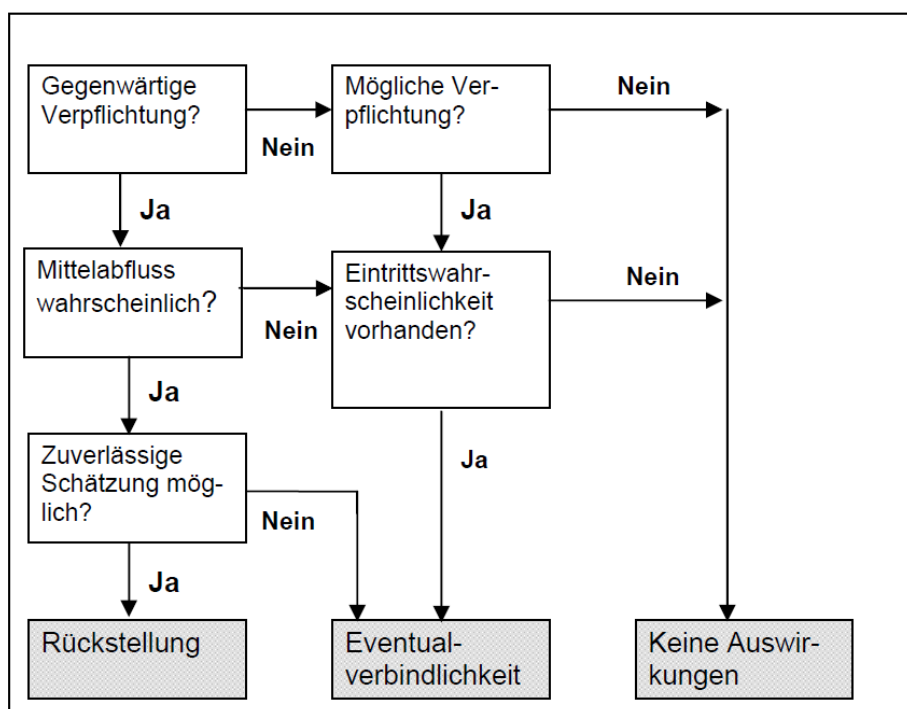 Gegenwärtige
Verpflichtung?
Nein
Mögliche Ver-
pflichtung?
Nein
Ja
Ja
Mittelabfluss
wahrscheinlich?
Nein
Eintrittswahr-
scheinlichkeit
vorhanden?
Nein
Ja
Ja
Zuverlässige
Schätzung mög-
lich?
Nein
Ja
Rückstellung
Eventual-
verbindlichkeit
Keine Auswir-
kungen